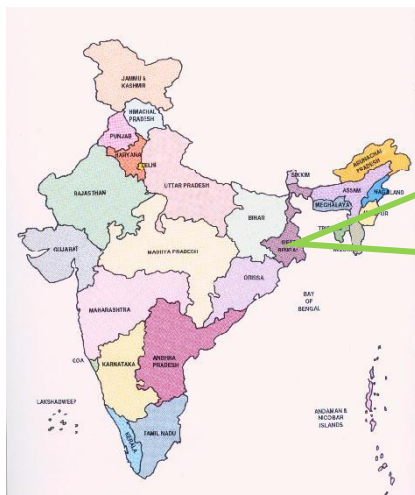 JAMMU &
KASHMIR
HIMACHAL
PRADESH
PUNJAB
HARYANA
DELHI
RAJASTHAN
UTTAR PRADESH
SIKKIM
ARUNACHAL
PRADESH
ASSAM
NAGALAND
MEGHALAYA
BIHAR
GUJARAT
MADHYA PRADESH
BENGAL
ORISSA
MAHARASHTRA
BAY
OF
BENGAL
GOA
KARNATAKA
ANDHRA
PRADESH
LAKSHADWEEP
ANDAMAN &
NICOBAR
ISLANDS
KERALA
TAMIL NADU